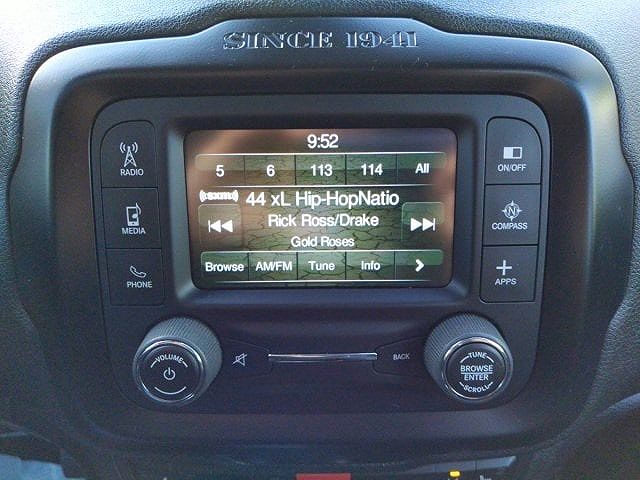 SINCE 1941
9:52
5 6 113 114 All
((SXM)) 44 xL Hip-HopNatio
Rick Ross/Drake
Gold Roses
Browse AM/FM Tune Info >
RADIO
MEDIA
PHONE
ON/OFF
N
COMPASS
APPS
VOLUME
BACK
TUNE
BROWSE
ENTER
SCROLL